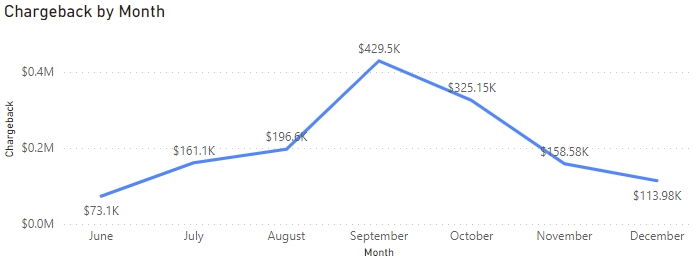 Chargeback by Month
$429.5K
$0.4M
$325.15K
$196.6K
$161.1K
$158.58K
$0.2M
$113.98K
$73.1K
$0.0M
Chargeback
June July August September October November December
Month